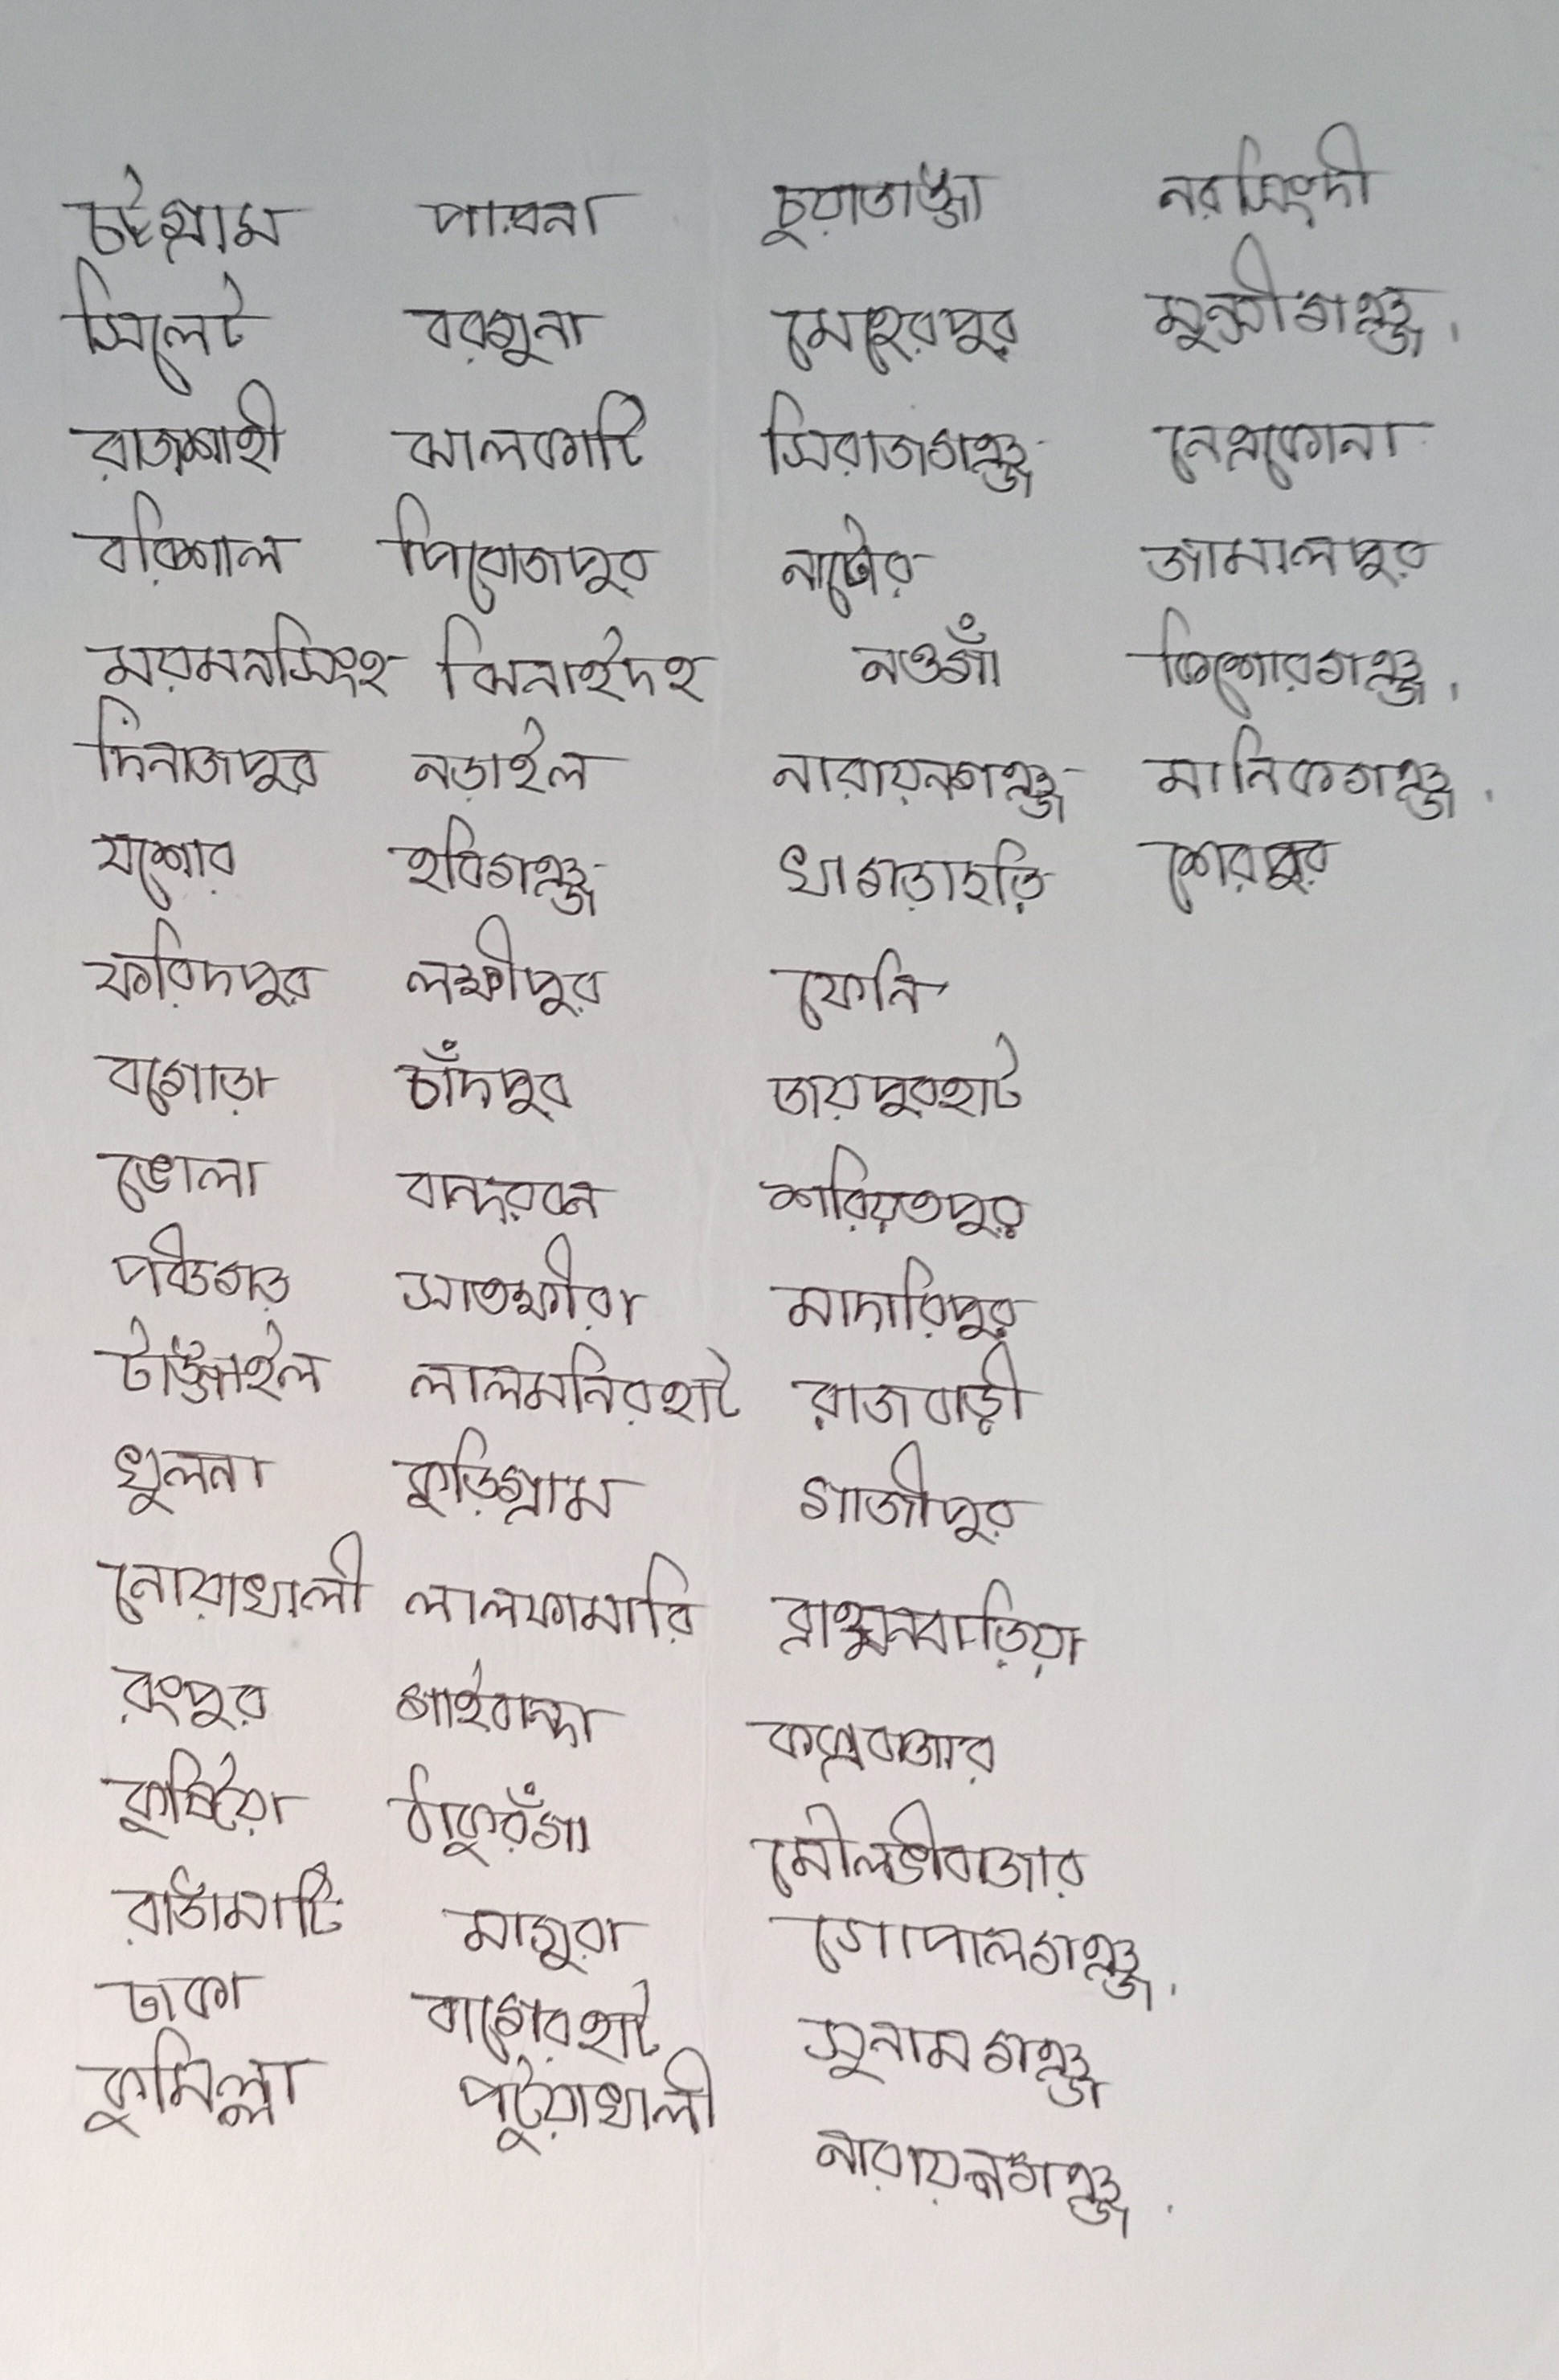 চট্টগ্রাম
সিলেট
রাজশাহী
বরিশাল
ময়মনসিংহ
দিনাজপুর
যশোর
ফরিদপুর
বগোড়া
ভোলা
পঞ্চগড়
টাঙ্গাইল
খুলনা
নোয়াখালী
রংপুর
কুষ্টিয়া
রাঙামাটি
ঢাকা
কুমিল্লা
পাবনা
বরগুনা
ঝালকাটি
পিরোজপুর
ঝিনাইদহ
নড়াইল
হবিগঞ্জ
লক্ষীপুর
চাঁদপুর
বান্দরবন
সাতক্ষীরা
লালমনিরহাট
কুড়িগ্রাম
লালফামারি
গাইবান্দা
ঠাকুরগাঁ
মাগুরা
বাগেরহাট
পটুয়াখালী
চুয়াডাঙ্গা
মেহেরপুর
সিরাজগঞ্জ
নাটোর
নওগাঁ
নারায়নগঞ্জ
খাগড়াছড়ি
ফেনি
জয়পুরহাট
শরিয়তপুর
মাদারিপুর
রাজবাড়ী
গাজীপুর
ব্রাহ্মনবাড়িয়া
কক্সবাজার
মৌলভীবাজার
গোপালগঞ্জ
সুনামগঞ্জ
নারায়নগঞ্জ
নরসিংদী
মুন্সীগঞ্জ
নেত্রকোনা
জামালপুর
কিশোরগঞ্জ
মানিকগঞ্জ
শেরপুর